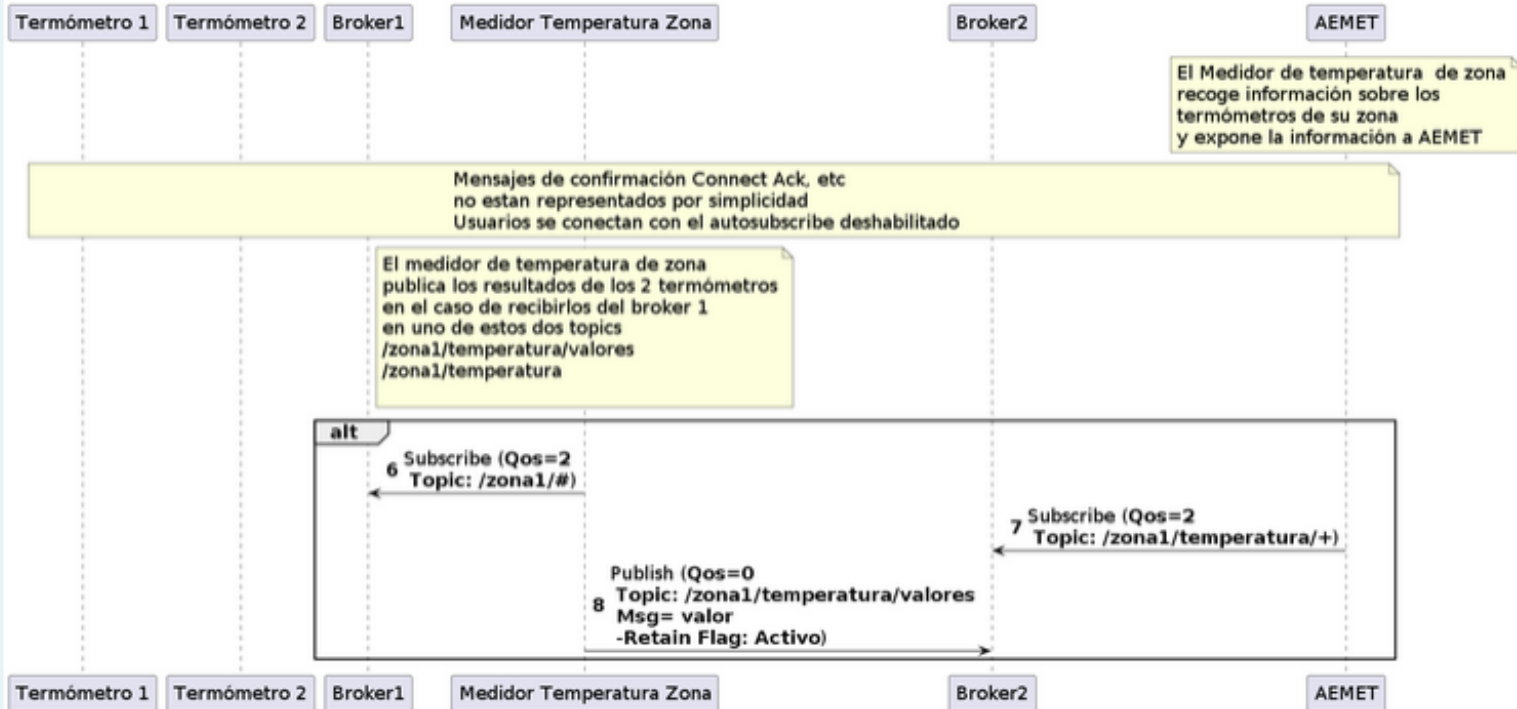 Termómetro 1
Termómetro 2
Broker1
Medidor Temperatura Zona
Broker2
AEMET
El Medidor de temperatura  de zona
recoge información sobre los
termómetros de su zona
y expone la información a AEMET
Mensajes de confirmación Connect Ack, etc
no estan representados por simplicidad
Usuarios se conectan con el autosubscribe deshabilitado
El medidor de temperatura de zona
publica los resultados de los 2 termómetros
en el caso de recibirlos del broker 1
en uno de estos dos topics
/zona1/temperatura/valores
/zona1/temperatura
alt
6 Subscribe (Qos=2
Topic: /zona1/#)
7 Subscribe (Qos=2
Topic: /zona1/temperatura/+)
Publish (Qos=0
8 Topic: /zona1/temperatura/valores
Msg= valor
-Retain Flag: Activo)
Termómetro 1
Termómetro 2
Broker1
Medidor Temperatura Zona
Broker2
AEMET